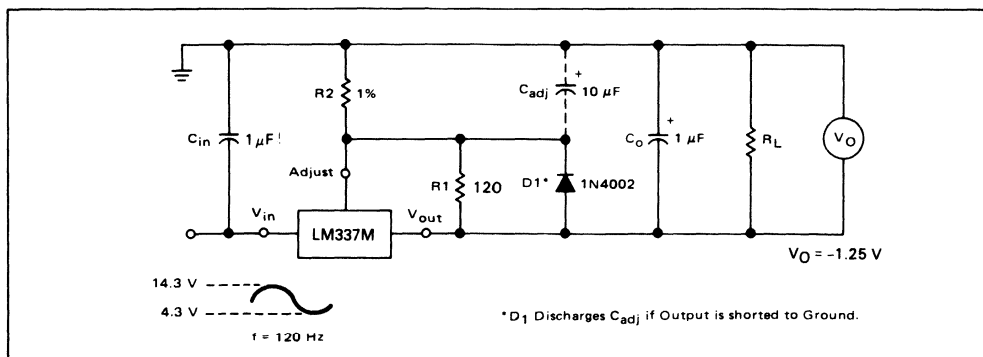 R2
1%
Cadj
+
10 μF
Cin
1 μF
Co
+
1 μF
RL
VO
Adjust
R1
120
D1*
1N4002
Vin
LM337M
Vout
VO = -1.25 V
14.3 V
4.3 V
f = 120 Hz
*D1 Discharges Cadj if Output is shorted to Ground.